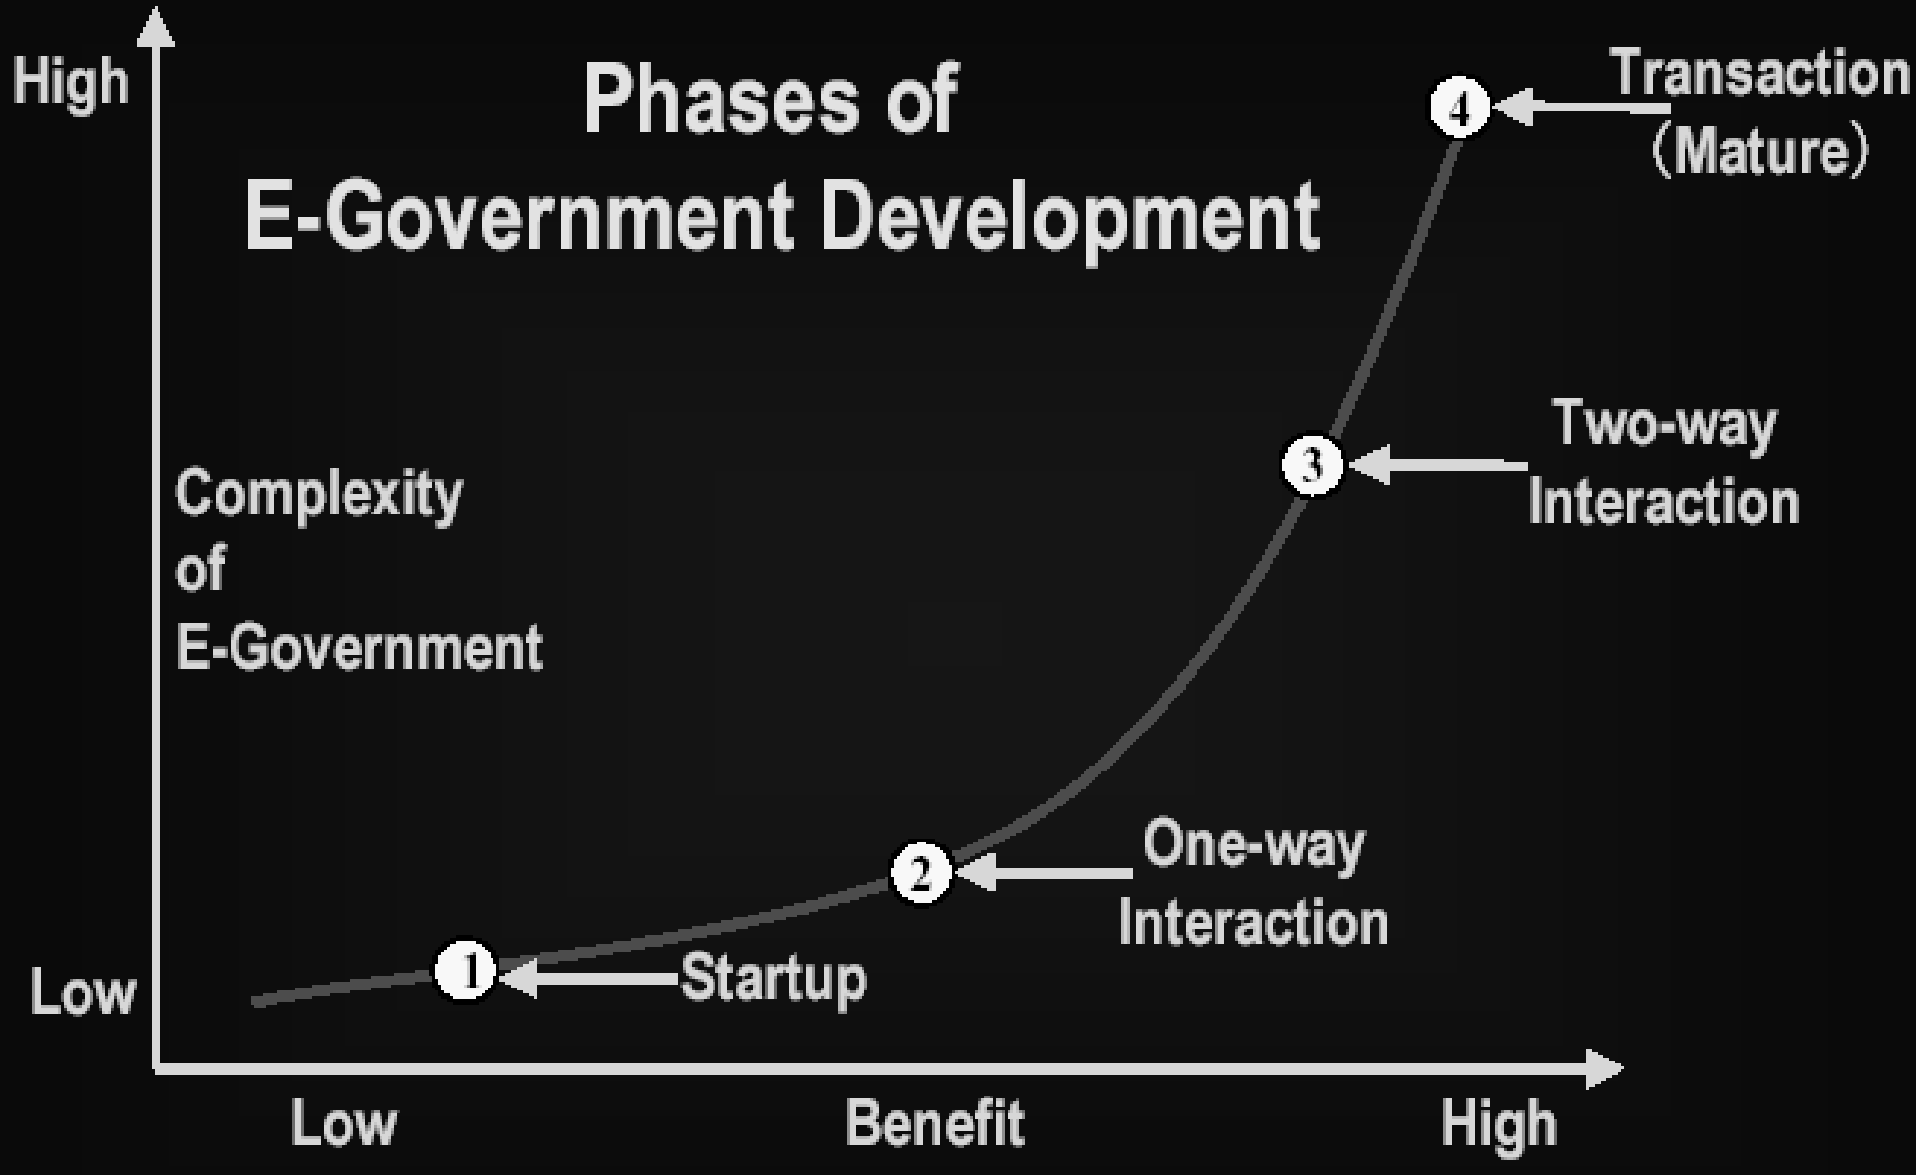 High
Phases of
E-Government Development
4
Transaction
(Mature)
3
Two-way
Interaction
Complexity
of
E-Government
2
One-way
Interaction
1
Startup
Low
Low
Benefit
High